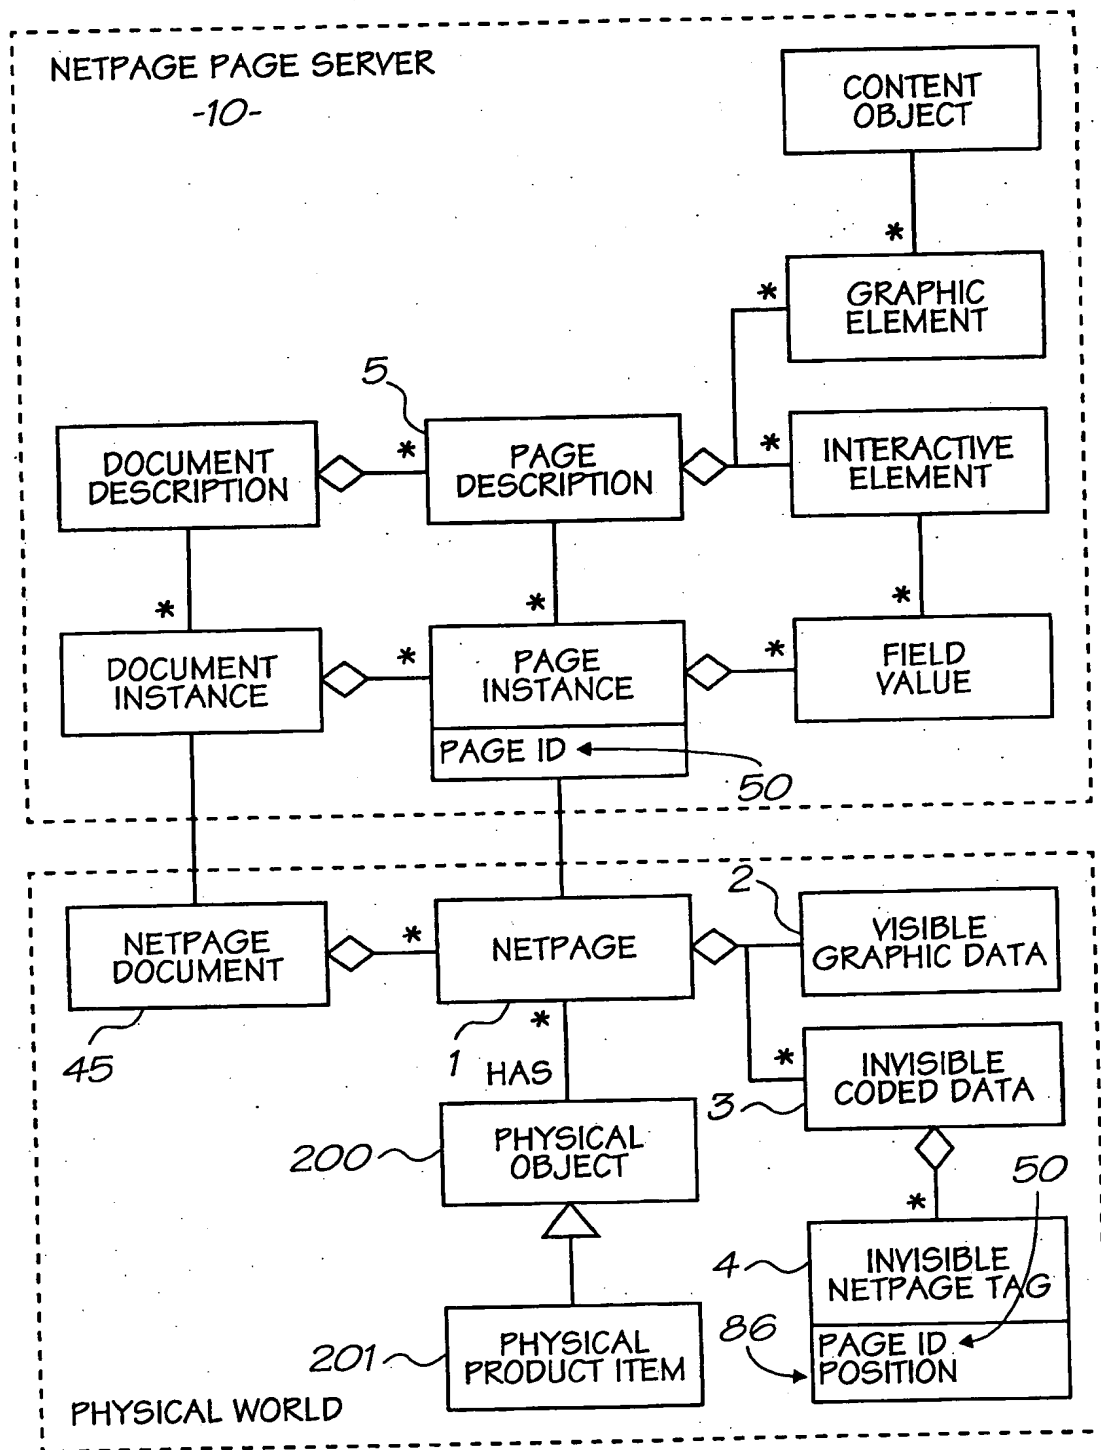 NETPAGE PAGE SERVER
-10-
CONTENT
OBJECT
*
GRAPHIC
ELEMENT
*
5
DOCUMENT
DESCRIPTION
*
PAGE
DESCRIPTION
*
INTERACTIVE
ELEMENT
*
*
*
DOCUMENT
INSTANCE
*
PAGE
INSTANCE
PAGE ID
*
FIELD
VALUE
50
2
NETPAGE
DOCUMENT
*
NETPAGE
VISIBLE
GRAPHIC DATA
45
1
*
HAS
*
3
INVISIBLE
CODED DATA
200
PHYSICAL
OBJECT
50
*
4
INVISIBLE
NETPAGE TAG
201
PHYSICAL
PRODUCT ITEM
86
PAGE ID
POSITION
PHYSICAL WORLD